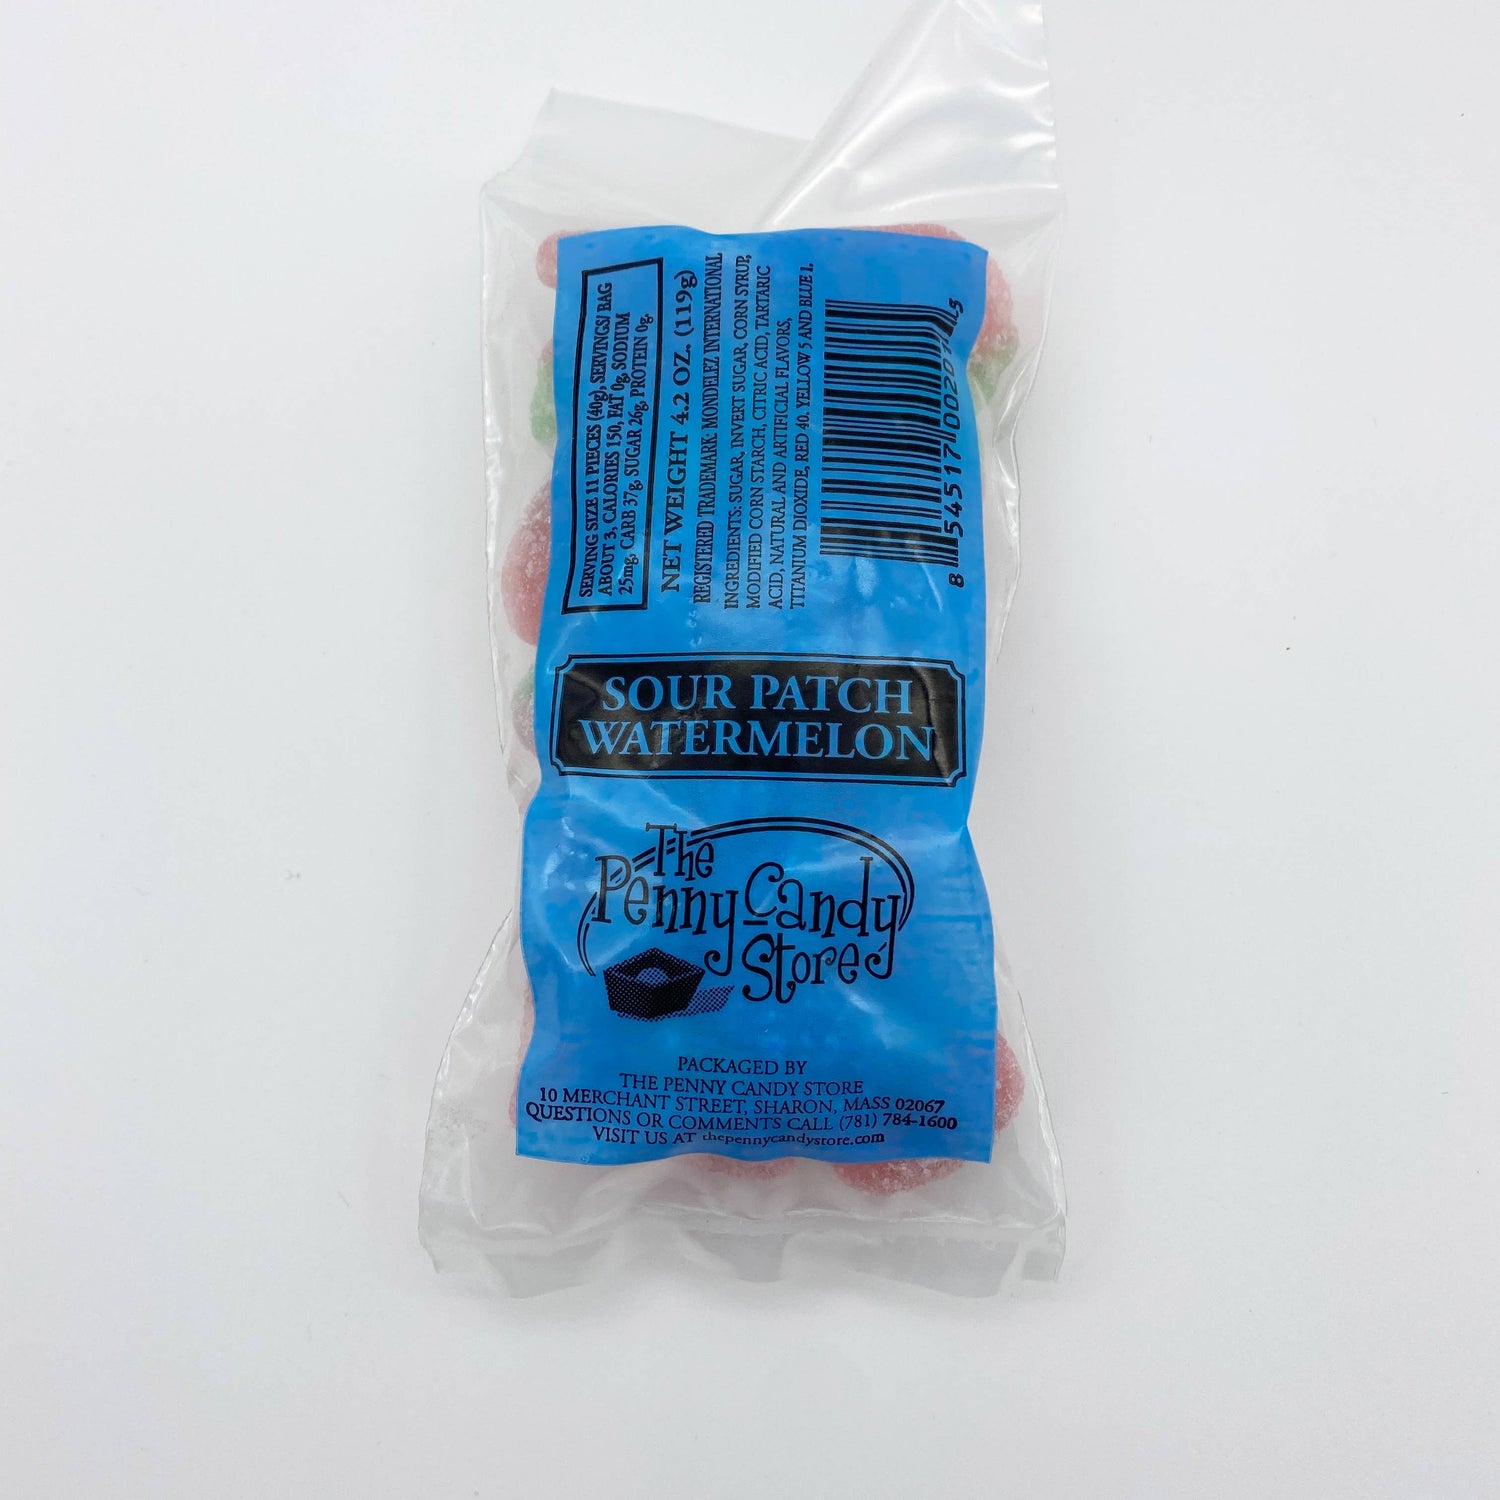 SERVING SIZE 11 PIECES (40g), SERVINGS/ BAG
ABOUT 3, CALORIES 150, FAT 0g, SODIUM
25mg, CARB 37g, SUGAR 26g, PROTEIN 0g.
NET WEIGHT 4.2 OZ. (119g)
REGISTERED TRADEMARK: MONDELEZ INTERNATIONAL
INGREDIENTS: SUGAR, INVERT SUGAR, CORN SYRUP,
MODIFIED CORN STARCH, CITRIC ACID, TARTARIC
ACID, NATURAL AND ARTIFICIAL FLAVORS,
TITANIUM DIOXIDE, RED 40, YELLOW 5 AND BLUE 1.
8 54517 5
SOUR PATCH
WATERMELON
The
Penny Candy
Store
PACKAGED BY
THE PENNY CANDY STORE
10 MERCHANT STREET, SHARON, MASS 02067
QUESTIONS OR COMMENTS CALL (781) 784-1600
VISIT US AT thepennycandystore.com